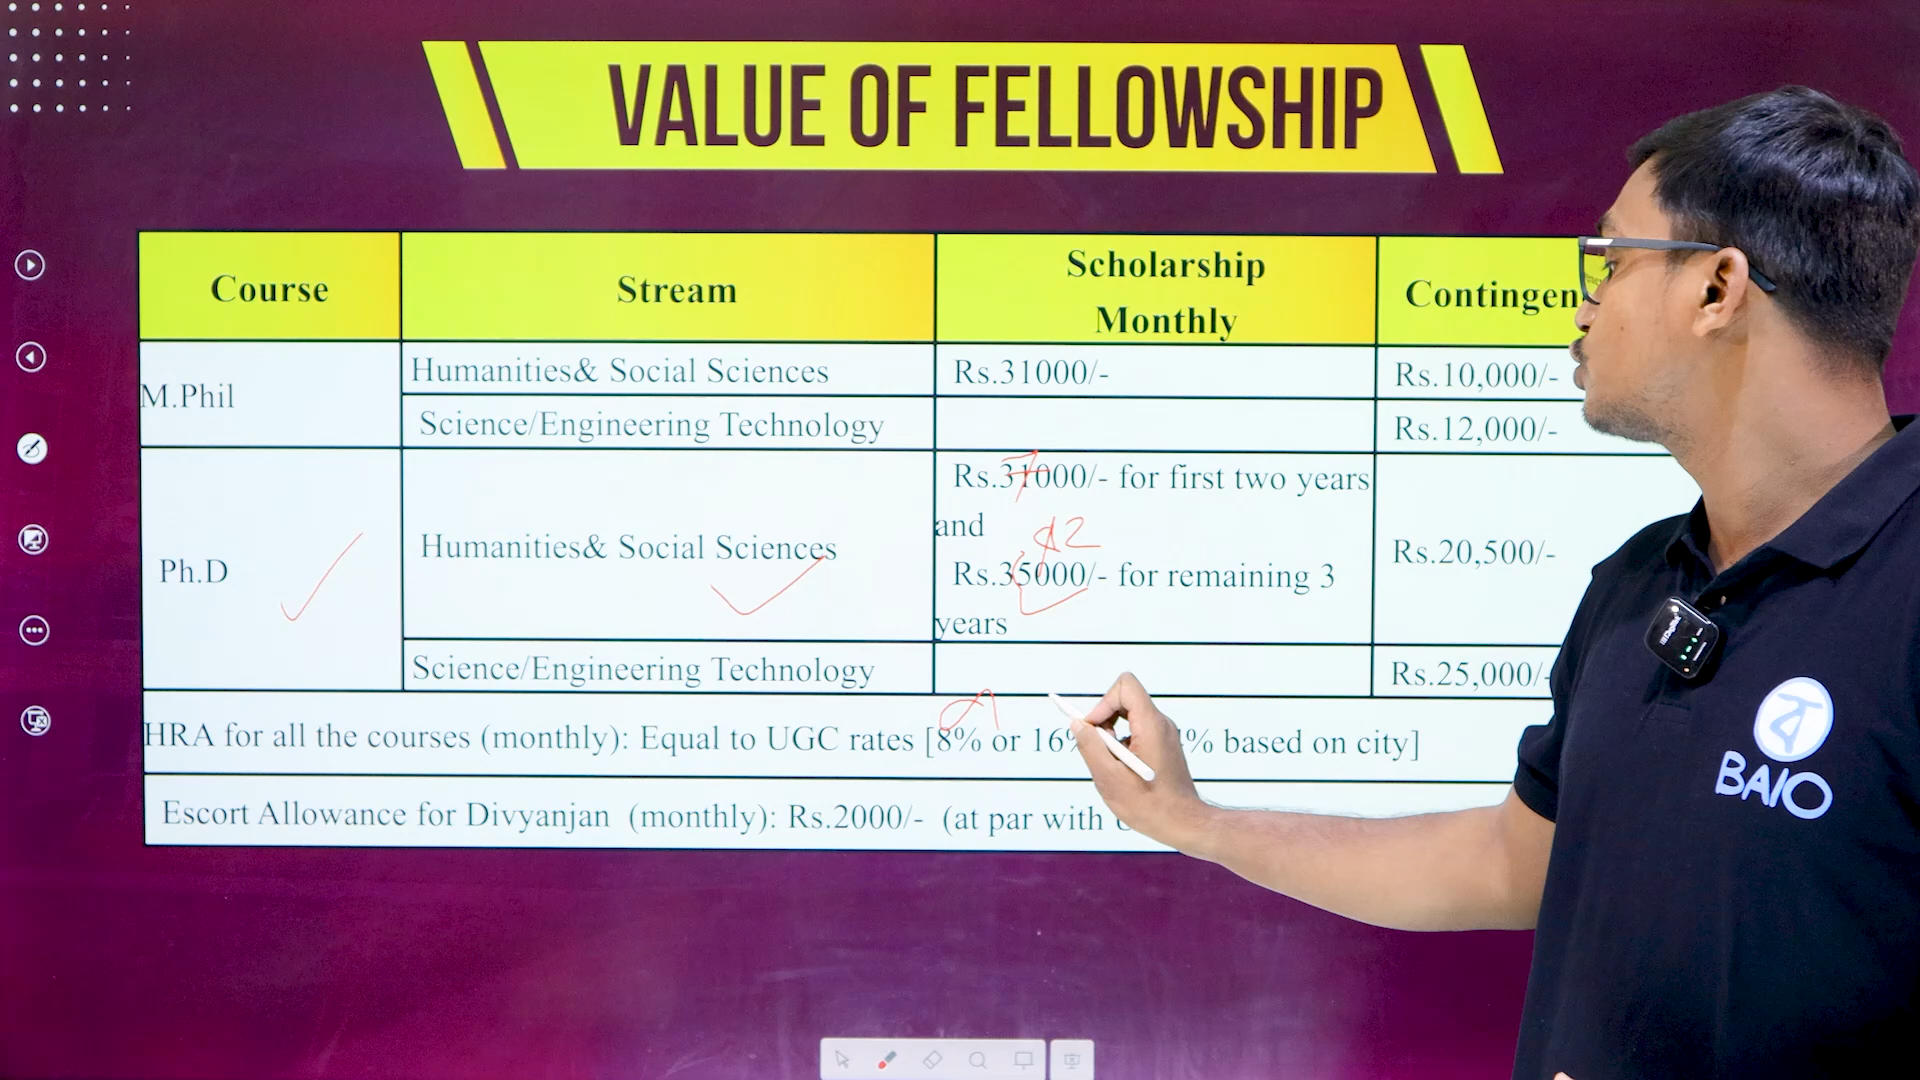 VALUE OF FELLOWSHIP
Course
Stream
Scholarship
Monthly
Contingen
M.Phil
Humanities& Social Sciences
Rs.31000/-
Rs.10,000/-
Science/Engineering Technology
Rs.12,000/-
Ph.D
Humanities& Social Sciences
Rs.31000/- for first two years
7
and
42
Rs.35000/- for remaining 3
years
Rs.20,500/-
Science/Engineering Technology
Rs.25,000/-
HRA for all the courses (monthly): Equal to UGC rates [8% or 16% % based on city]
Escort Allowance for Divyanjan (monthly): Rs.2000/- (at par with
ब
BAIO